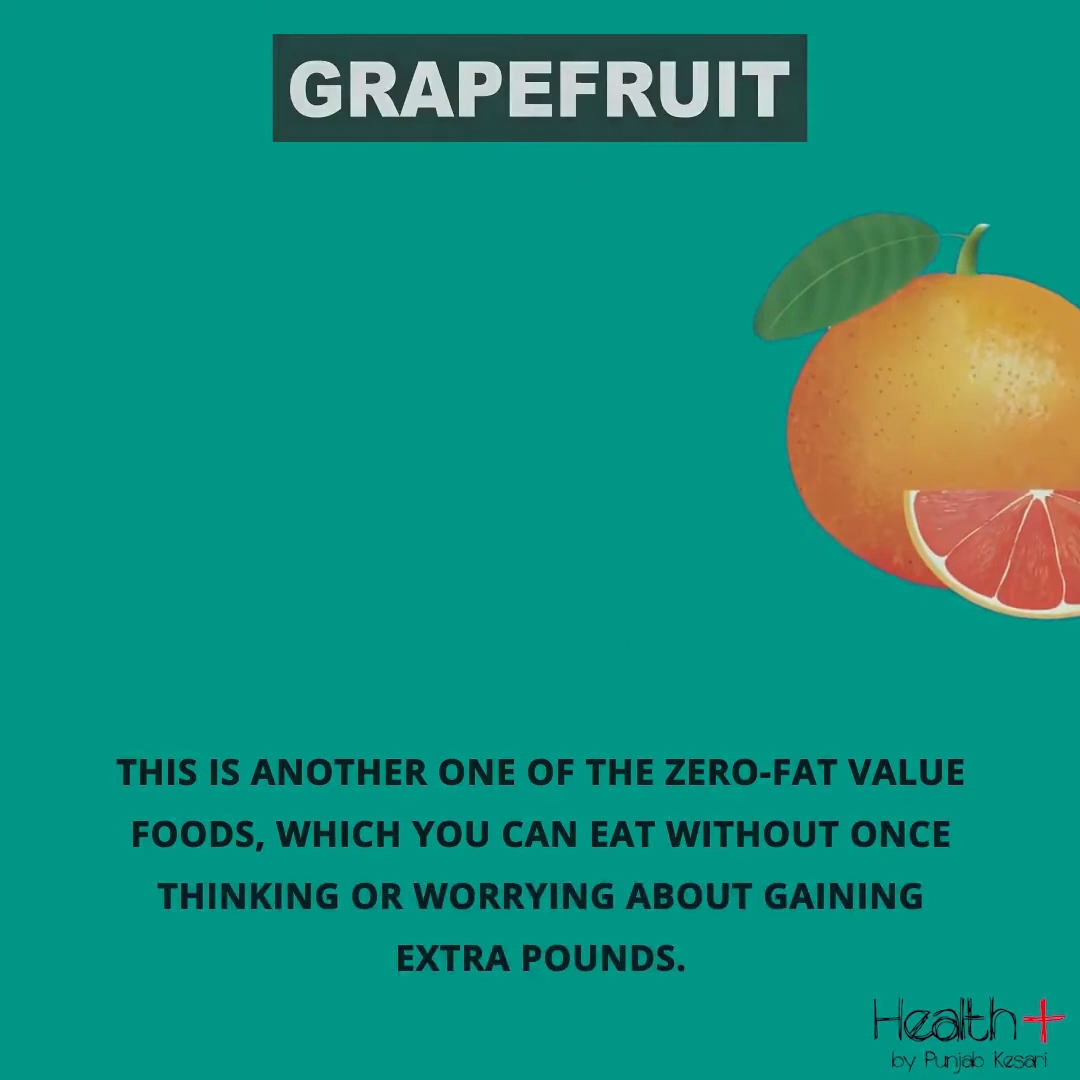 GRAPEFRUIT
THIS IS ANOTHER ONE OF THE ZERO-FAT VALUE
FOODS, WHICH YOU CAN EAT WITHOUT ONCE
THINKING OR WORRYING ABOUT GAINING
EXTRA POUNDS.
Health+
by Punjab Kesari